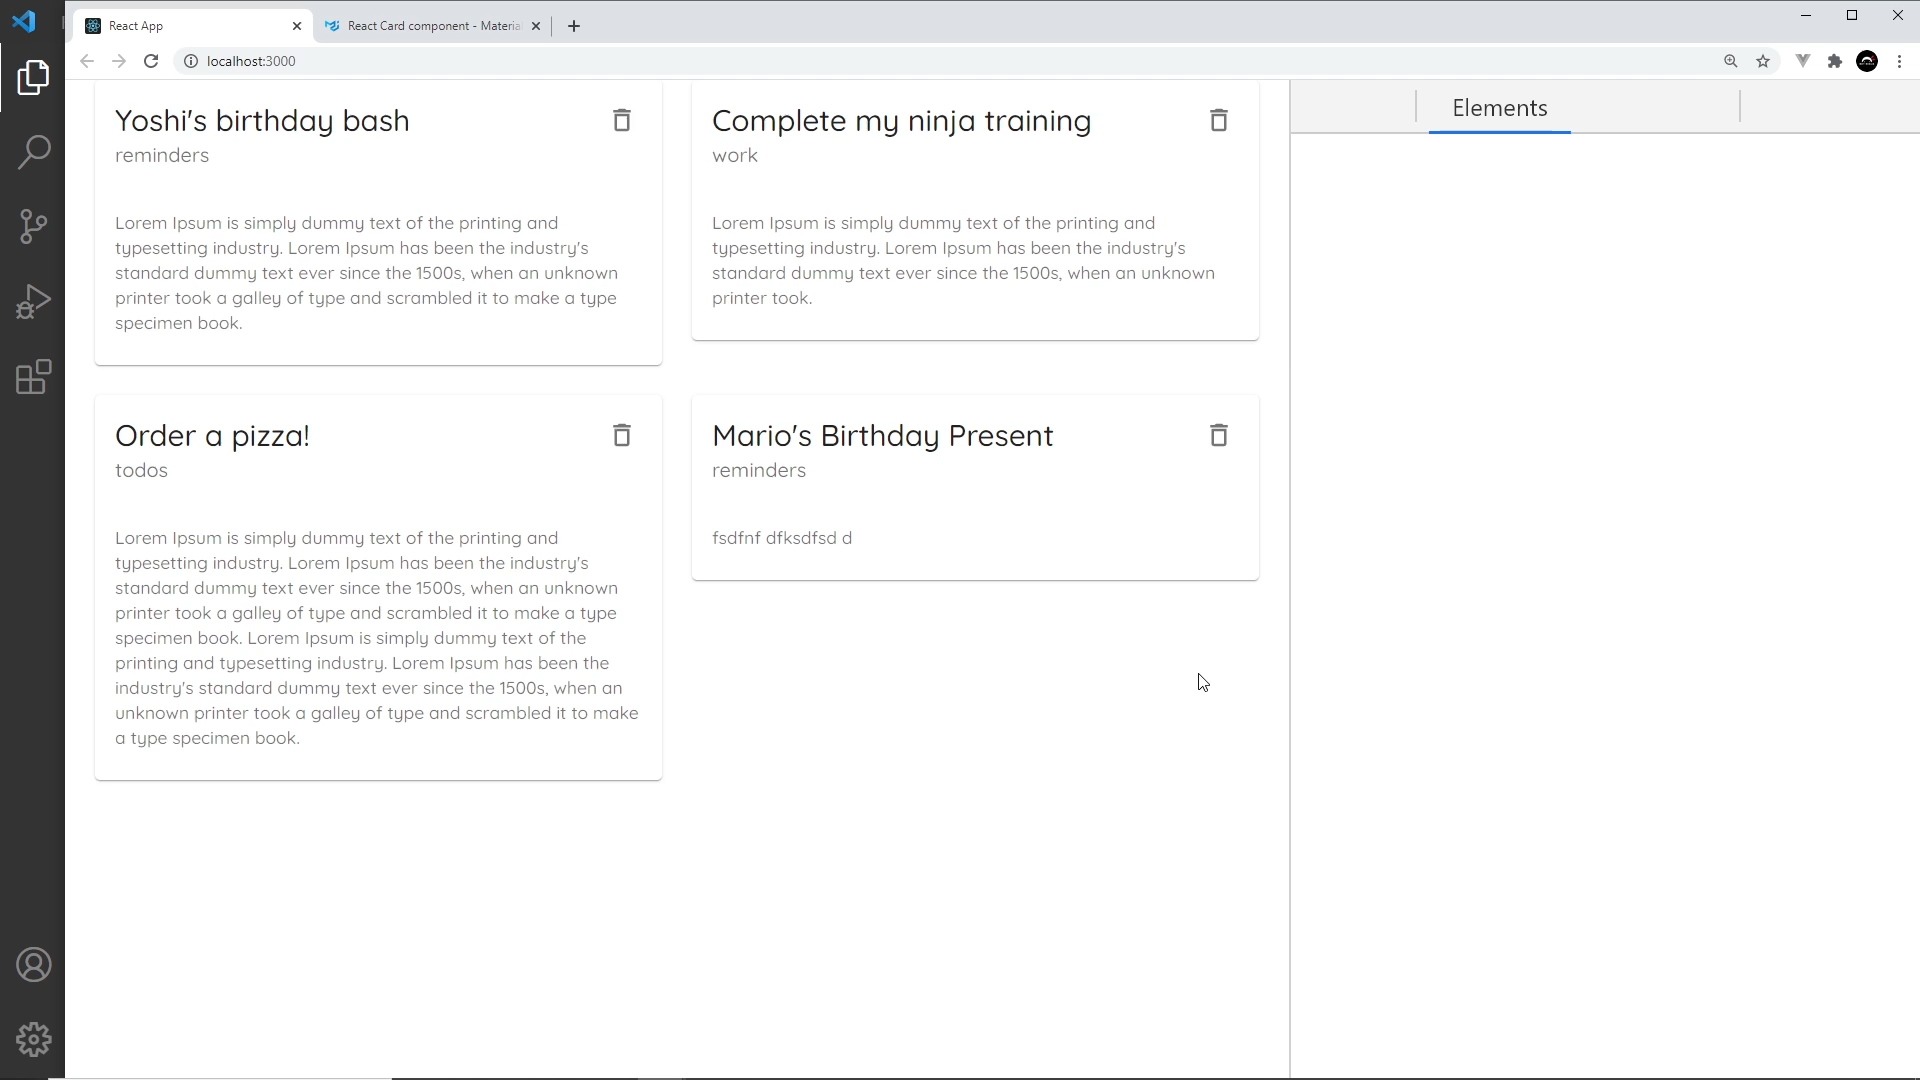 React App
React Card component - Materia
localhost:3000
Elements
Yoshi's birthday bash
reminders
Lorem Ipsum is simply dummy text of the printing and
typesetting industry. Lorem Ipsum has been the industry's
standard dummy text ever since the 1500s, when an unknown
printer took a galley of type and scrambled it to make a type
specimen book.
Complete my ninja training
work
Lorem Ipsum is simply dummy text of the printing and
typesetting industry. Lorem Ipsum has been the industry's
standard dummy text ever since the 1500s, when an unknown
printer took.
Order a pizza!
todos
Lorem Ipsum is simply dummy text of the printing and
typesetting industry. Lorem Ipsum has been the industry's
standard dummy text ever since the 1500s, when an unknown
printer took a galley of type and scrambled it to make a type
specimen book. Lorem Ipsum is simply dummy text of the
printing and typesetting industry. Lorem Ipsum has been the
industry's standard dummy text ever since the 1500s, when an
unknown printer took a galley of type and scrambled it to make
a type specimen book.
Mario's Birthday Present
reminders
fsdfnf dfksdfsd d